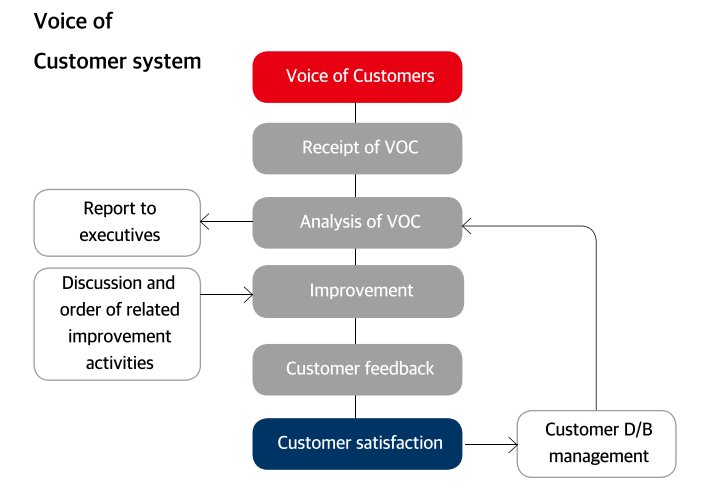 Voice of
Customer system
Voice of Customers
Receipt of VOC
Report to
executives
Analysis of VOC
Discussion and
order of related
improvement
activities
Improvement
Customer feedback
Customer satisfaction
Customer D/B
management